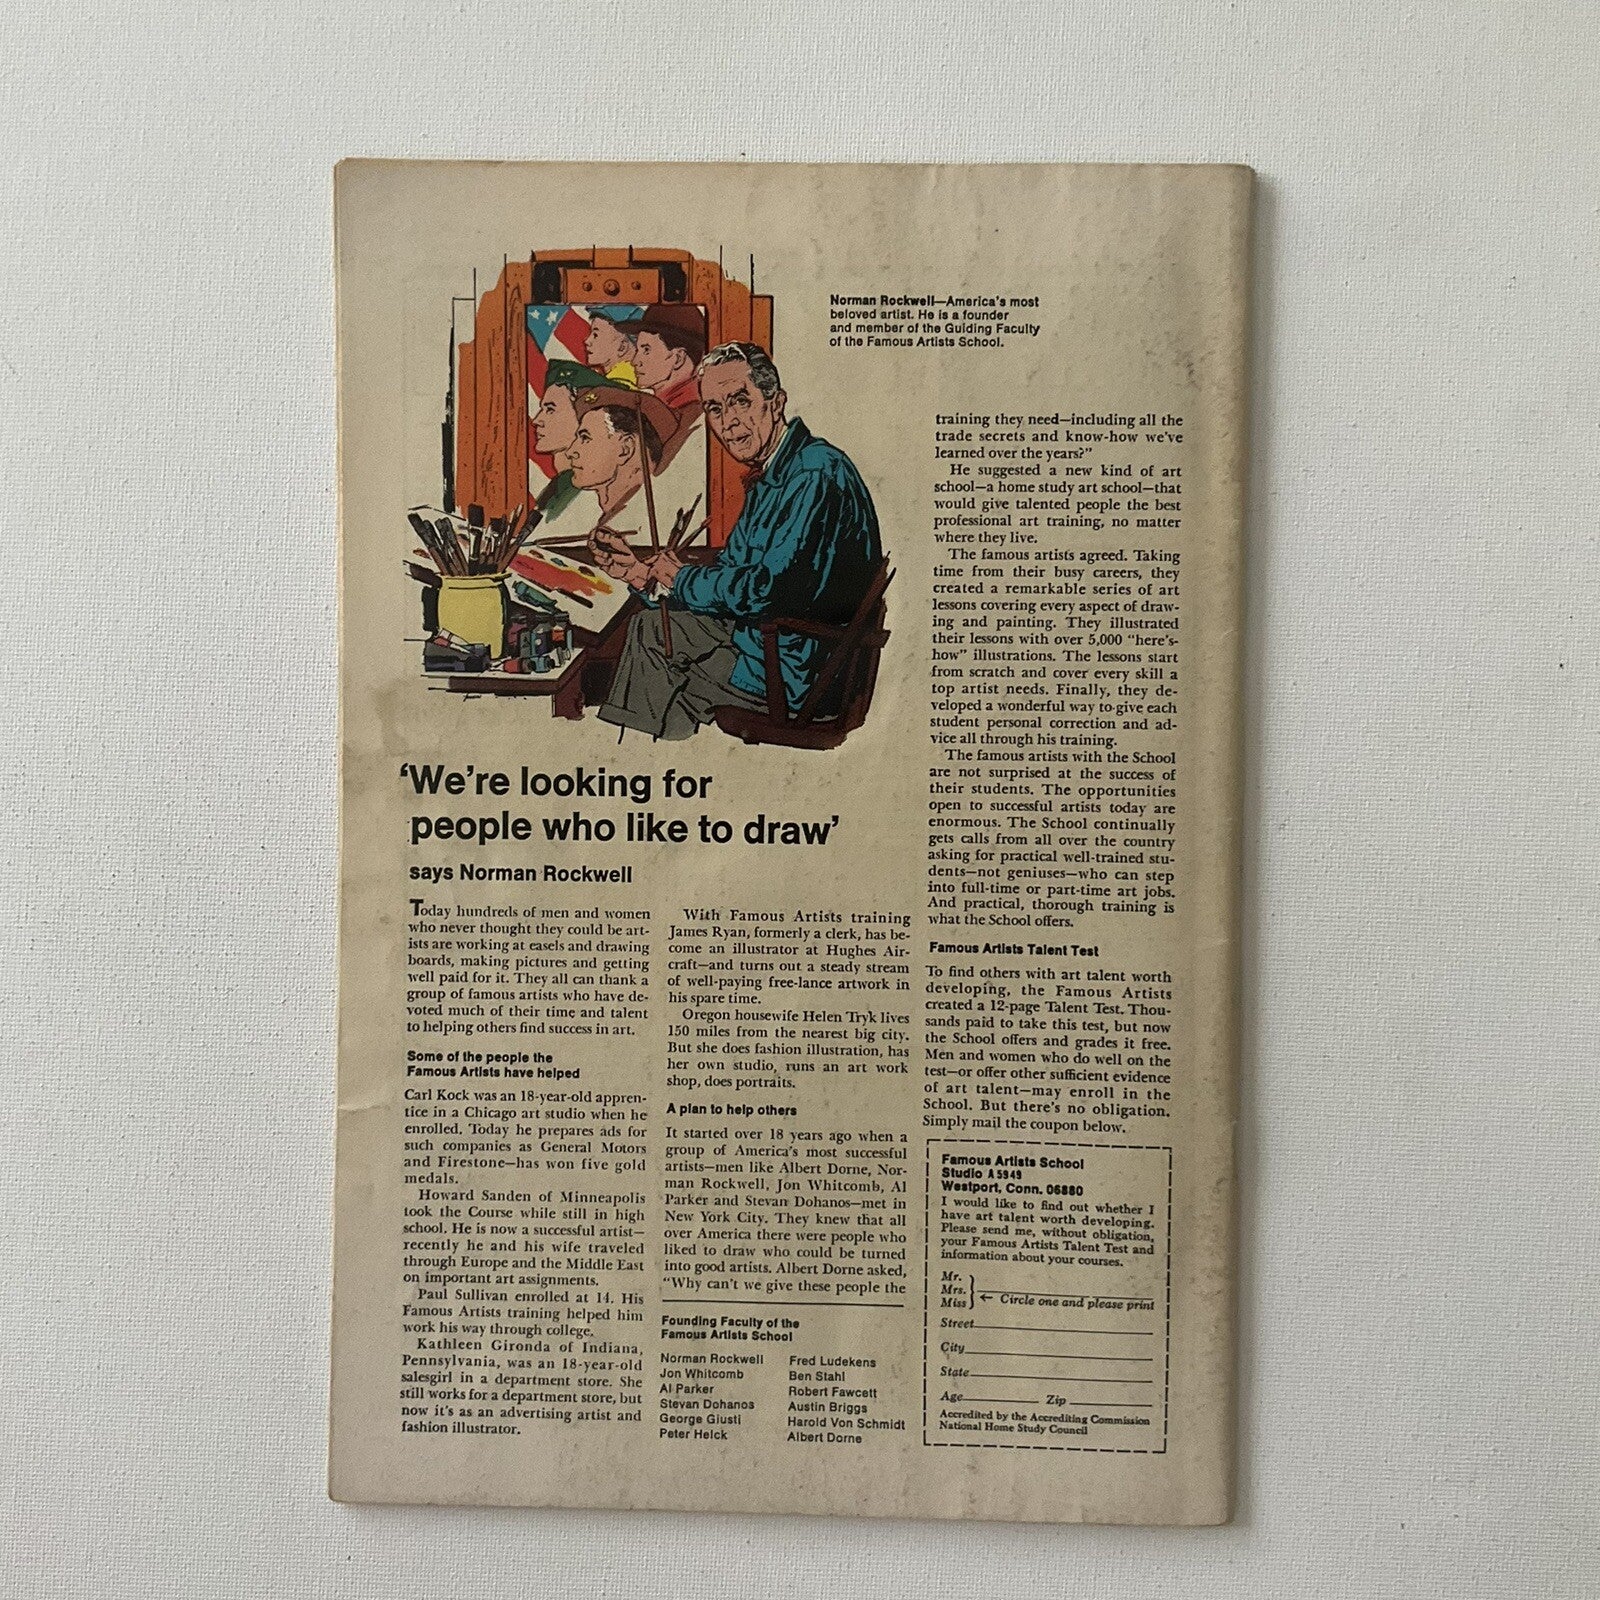 Norman Rockwell—America's most
beloved artist. He is a founder
and member of the Guiding Faculty
of the Famous Artists School.
‘We're looking for
people who like to draw’
says Norman Rockwell
Today hundreds of men and women
who never thought they could be art-
ists are working at easels and drawing
boards, making pictures and getting
well paid for it. They all can thank a
group of famous artists who have de-
voted much of their time and talent
to helping others find success in art.
Some of the people the
Famous Artists have helped
Carl Kock was an 18-year-old appren-
tice in a Chicago art studio when he
enrolled. Today he prepares ads for
such companies as General Motors
and Firestone—has won five gold
medals.
Howard Sanden of Minneapolis
took the Course while still in high
school. He is now a successful artist—
recently he and his wife traveled
through Europe and the Middle East
on important art assignments.
Paul Sullivan enrolled at 14. His
Famous Artists training helped him
work his way through college.
Kathleen Gironda of Indiana,
Pennsylvania, was an 18-year-old
salesgirl in a department store. She
still works for a department store, but
now it's as an advertising artist and
fashion illustrator.
With Famous Artists training
James Ryan, formerly a clerk, has be-
come an illustrator at Hughes Air-
craft—and turns out a steady stream
of well-paying free-lance artwork in
his spare time.
Oregon housewife Helen Tryk lives
150 miles from the nearest big city.
But she does fashion illustration, has
her own studio, runs an art work
shop, does portraits.
A plan to help others
It started over 18 years ago when a
group of America's most successful
artists—men like Albert Dorne, Nor-
man Rockwell, Jon Whitcomb, Al
Parker and Stevan Dohanos—met in
New York City. They knew that all
over America there were people who
liked to draw who could be turned
into good artists. Albert Dorne asked,
“Why can't we give these people the
Founding Faculty of the
Famous Artists School
Norman Rockwell
Jon Whitcomb
Al Parker
Stevan Dohanos
George Giusti
Peter Helck
Fred Ludekens
Ben Stahl
Robert Fawcett
Austin Briggs
Harold Von Schmidt
Albert Dorne
training they need—including all the
trade secrets and know-how we've
learned over the years?”
He suggested a new kind of art
school—a home study art school—that
would give talented people the best
professional art training, no matter
where they live.
The famous artists agreed. Taking
time from their busy careers, they
created a remarkable series of art
lessons covering every aspect of draw-
ing and painting. They illustrated
their lessons with over 5,000 “here's-
how” illustrations. The lessons start
from scratch and cover every skill a
top artist needs. Finally, they de-
veloped a wonderful way to give each
student personal correction and ad-
vice all through his training.
The famous artists with the School
are not surprised at the success of
their students. The opportunities
open to successful artists today are
enormous. The School continually
gets calls from all over the country
asking for practical well-trained stu-
dents—not geniuses—who can step
into full-time or part-time art jobs.
And practical, thorough training is
what the School offers.
Famous Artists Talent Test
To find others with art talent worth
developing, the Famous Artists
created a 12-page Talent Test. Thou-
sands paid to take this test, but now
the School offers and grades it free.
Men and women who do well on the
test—or offer other sufficient evidence
of art talent—may enroll in the
School. But there's no obligation.
Simply mail the coupon below.
Famous Artists School
Studio A5949
Westport, Conn. 06880
I would like to find out whether I
have art talent worth developing.
Please send me, without obligation,
your Famous Artists Talent Test and
information about your courses.
Mr.
Mrs.
Miss ← Circle one and please print
Street
City
State
Age Zip
Accredited by the Accrediting Commission
National Home Study Council